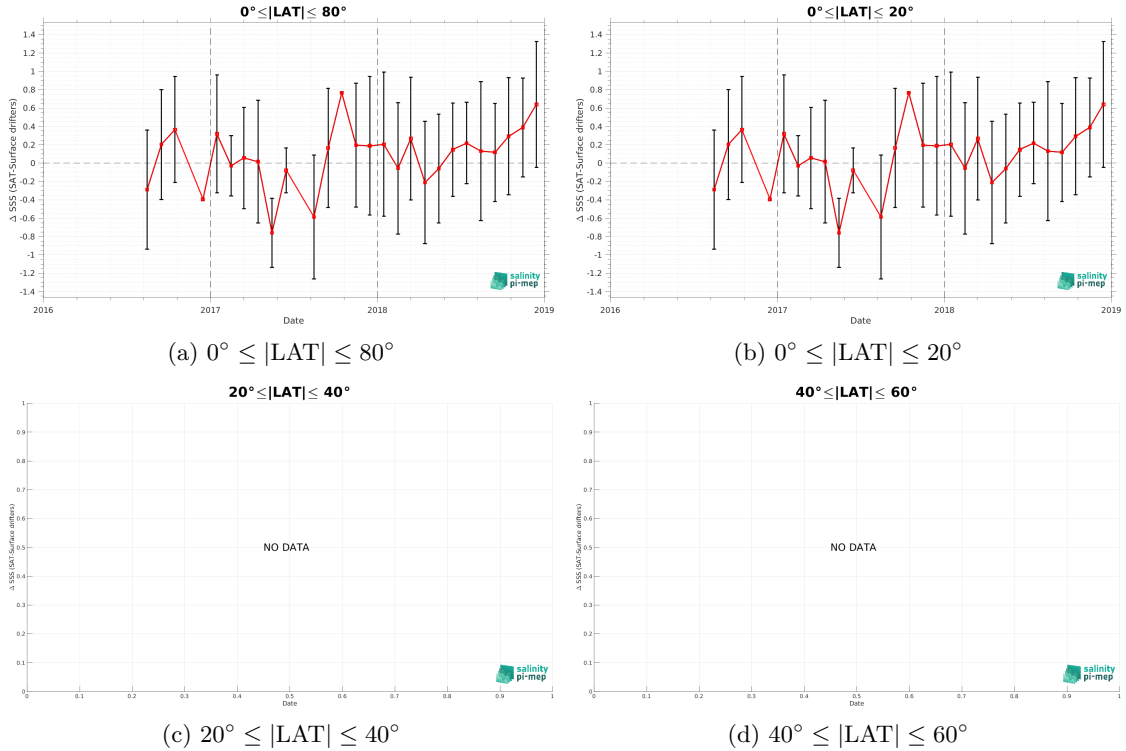 0°≤|LAT|≤ 80°
Δ SSS (SAT-Surface drifters)
1.4
1.2
1
0.8
0.6
0.4
0.2
0
-0.2
-0.4
-0.6
-0.8
-1
-1.2
-1.4
2016 2017 2018 2019
Date
salinity
pi-mep
(a) 0° ≤ |LAT| ≤ 80°
0°≤|LAT|≤ 20°
Δ SSS (SAT-Surface drifters)
1.4
1.2
1
0.8
0.6
0.4
0.2
0
-0.2
-0.4
-0.6
-0.8
-1
-1.2
-1.4
2016 2017 2018 2019
Date
salinity
pi-mep
(b) 0° ≤ |LAT| ≤ 20°
20°≤|LAT|≤ 40°
Δ SSS (SAT-Surface drifters)
1
0.9
0.8
0.7
0.6
0.5
0.4
0.3
0.2
0.1
0
NO DATA
0 0.1 0.2 0.3 0.4 0.5 0.6 0.7 0.8 0.9 1
Date
salinity
pi-mep
(c) 20° ≤ |LAT| ≤ 40°
40°≤|LAT|≤ 60°
Δ SSS (SAT-Surface drifters)
1
0.9
0.8
0.7
0.6
0.5
0.4
0.3
0.2
0.1
0
NO DATA
0 0.1 0.2 0.3 0.4 0.5 0.6 0.7 0.8 0.9 1
Date
salinity
pi-mep
(d) 40° ≤ |LAT| ≤ 60°